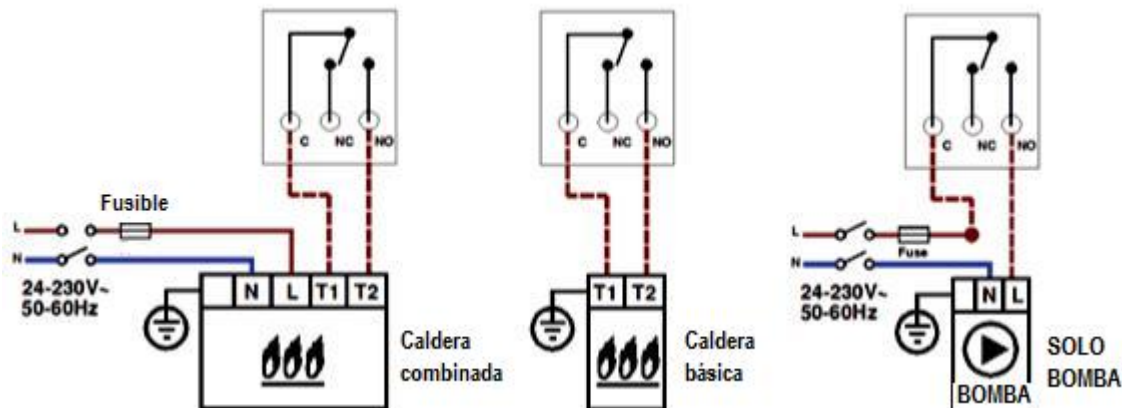 C NC NO
Fusible
L
N
24-230V~
50-60Hz
N L T1 T2
Caldera
combinada
C NC NO
T1 T2
Caldera
básica
C NC NO
L
Fuse
N
24-230V~
50-60Hz
N L
BOMBA
SOLO
BOMBA